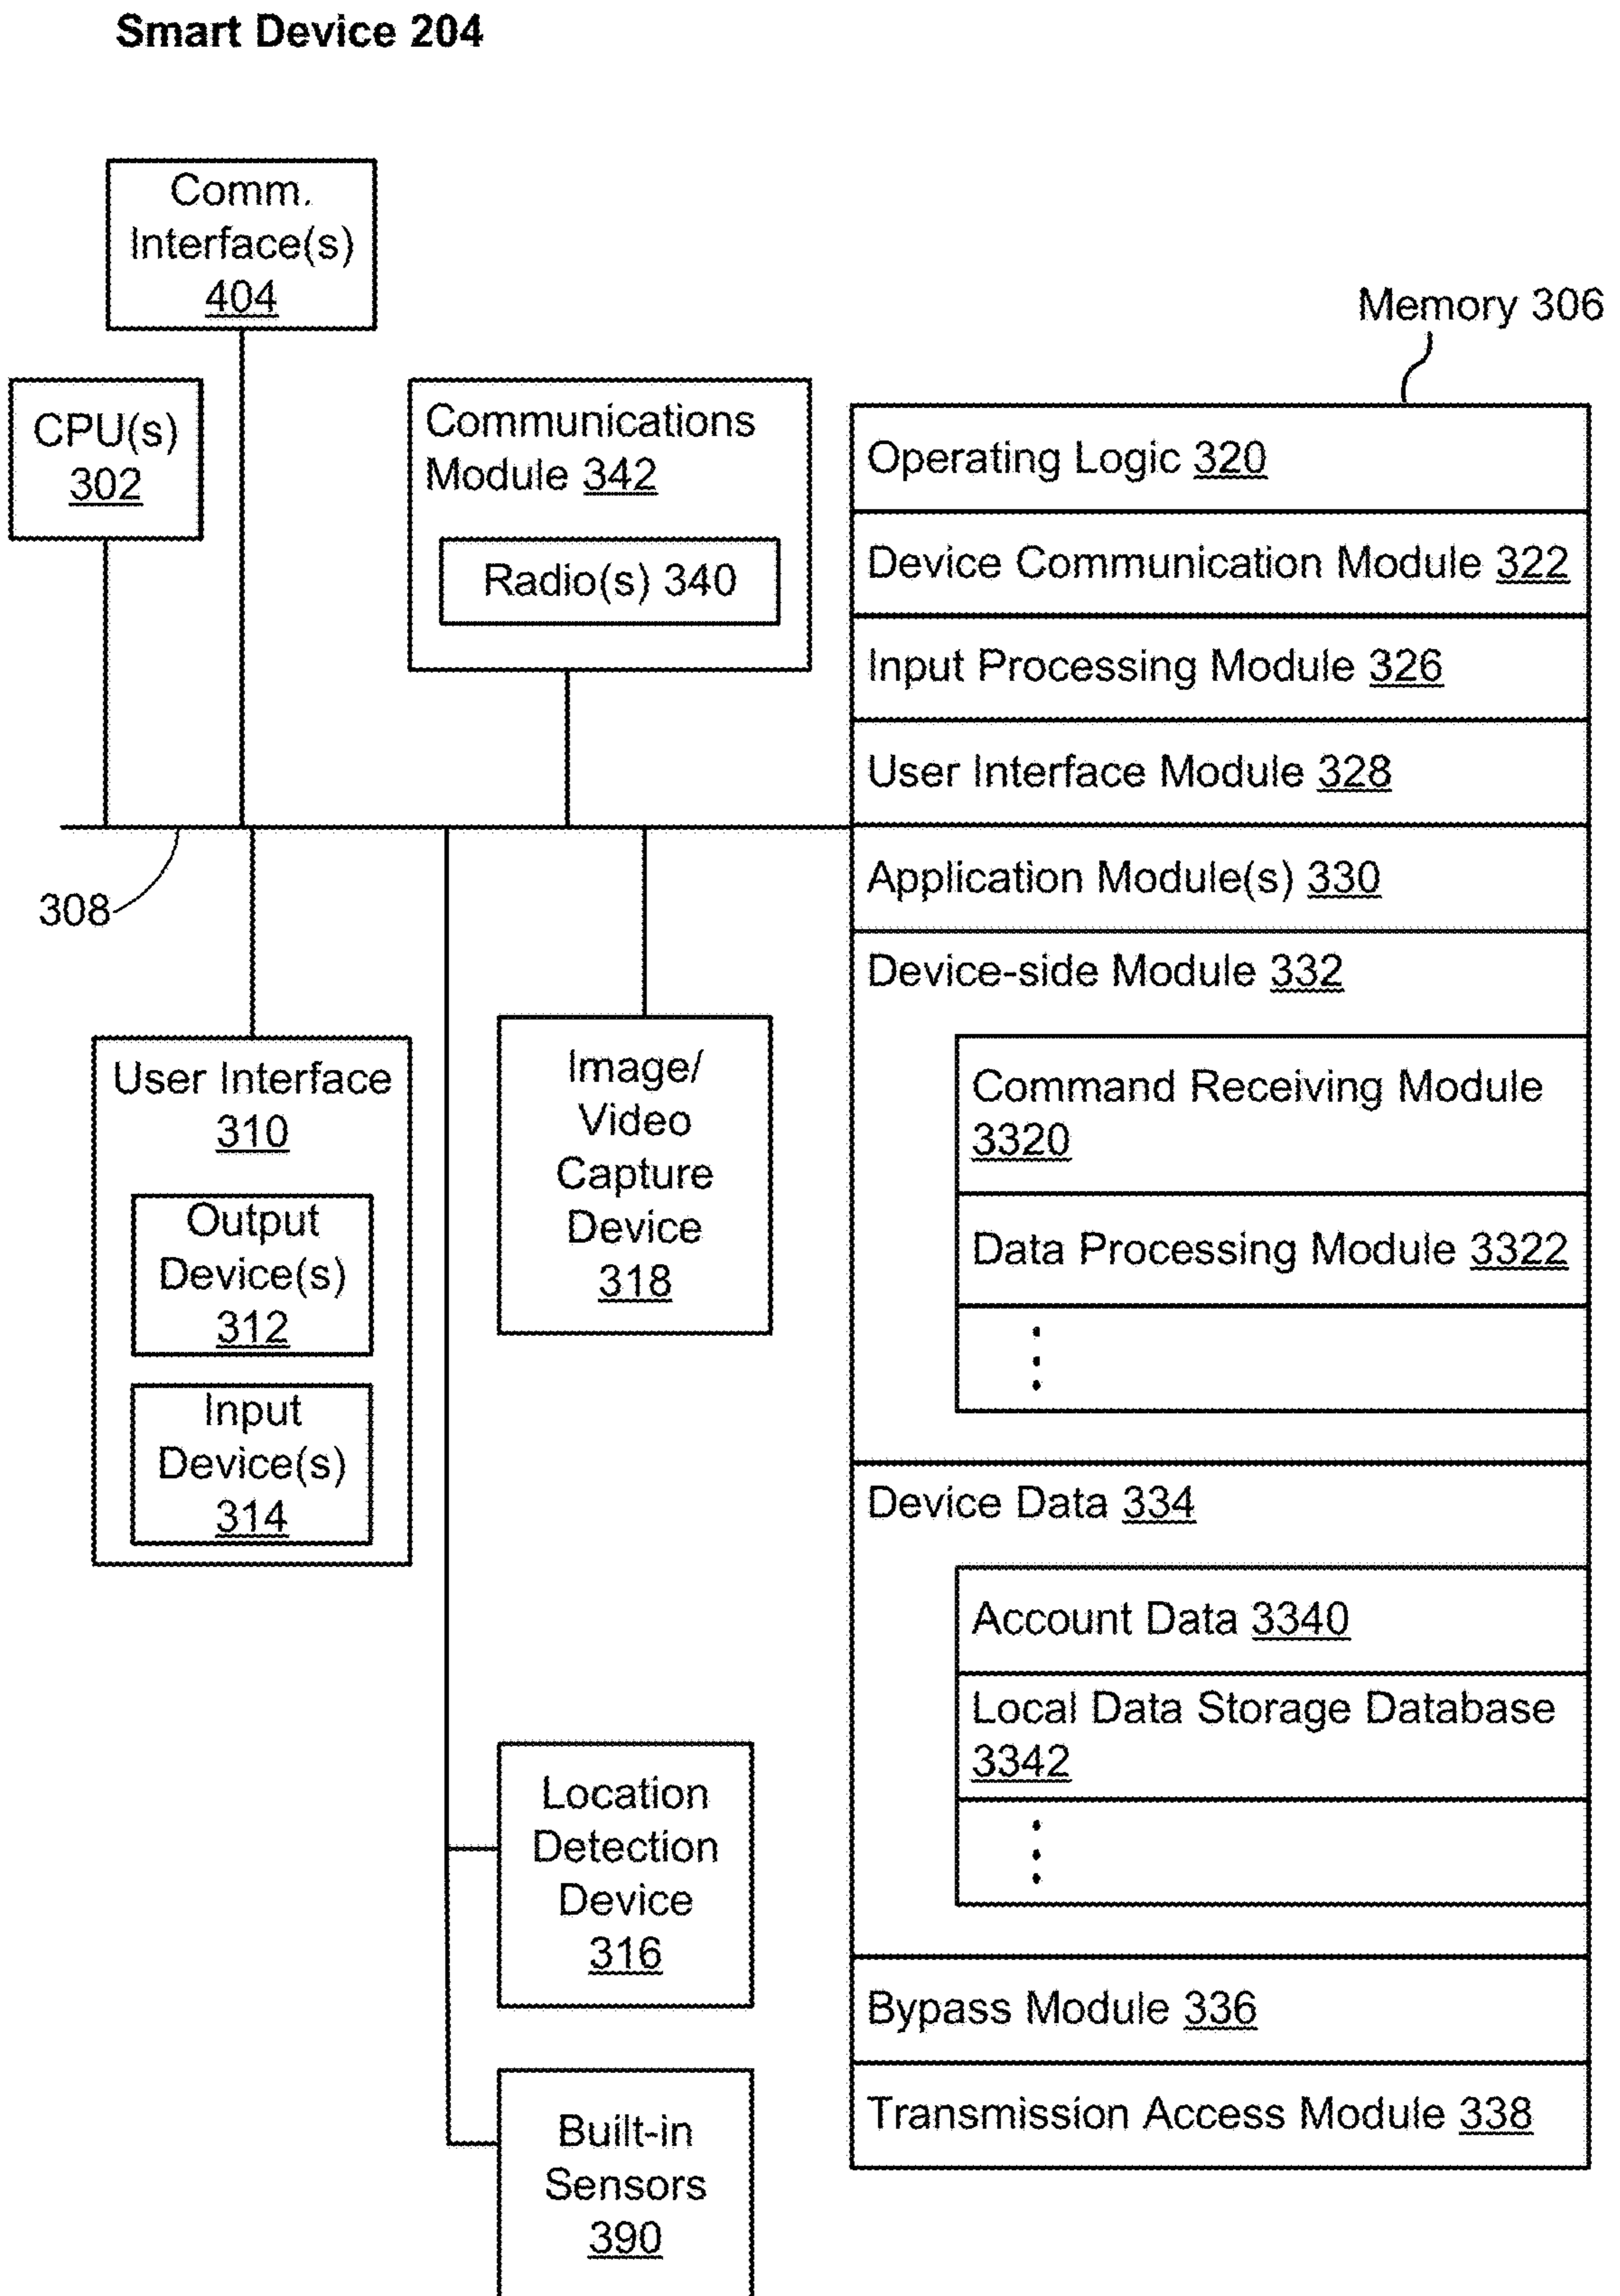 Smart Device 204
Comm.
Interface(s)
404
Memory 306
CPU(s)
302
Communications
Module 342
Radio(s) 340
Operating Logic 320
Device Communication Module 322
Input Processing Module 326
User Interface Module 328
308
Application Module(s) 330
Device-side Module 332
Command Receiving Module
3320
Data Processing Module 3322
User Interface
310
Output
Device(s)
312
Input
Device(s)
314
Image/
Video
Capture
Device
318
Device Data 334
Account Data 3340
Local Data Storage Database
3342
Location
Detection
Device
316
Bypass Module 336
Transmission Access Module 338
Built-in
Sensors
390